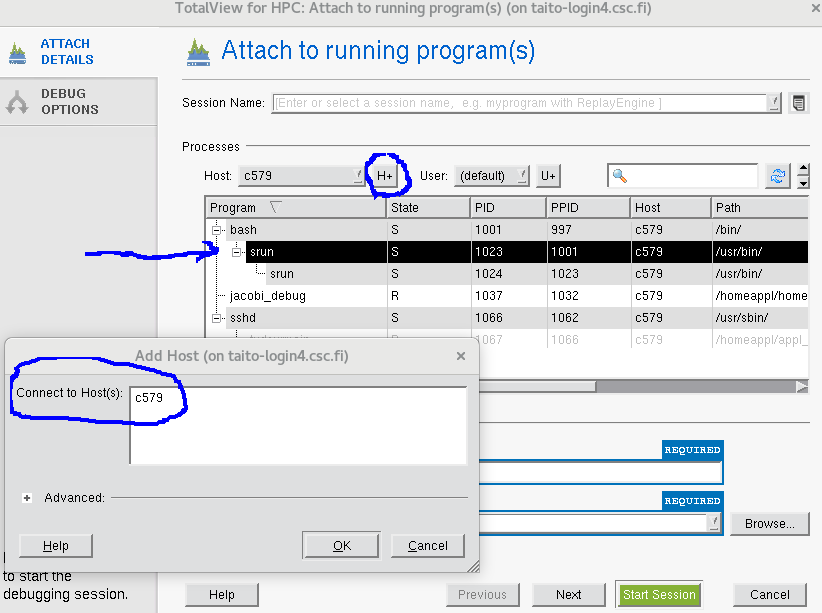 TotalView for HPC: Attach to running program(s) (on taito-login4.csc.fi)
ATTACH
DETAILS
Attach to running program(s)
DEBUG
OPTIONS
Session Name: [Enter or select a session name, e.g. myprogram with ReplayEngine ]
Processes
Host: c579 H+ User: (default) U+
Program State PID PPID Host Path
bash S 1001 997 c579 /bin/
srun S 1023 1001 c579 /usr/bin/
srun S 1024 1023 c579 /usr/bin/
jacobi_debug R 1037 1032 c579 /homeappl/home
sshd S 1066 1062 c579 /usr/sbin/
1067 1066 c579 /homeappl/appl_
Add Host (on taito-login4.csc.fi)
Connect to Host(s): c579
REQUIRED
Advanced:
REQUIRED
Browse...
Help OK Cancel
to start the
debugging session.
Help Previous Next Start Session Cancel